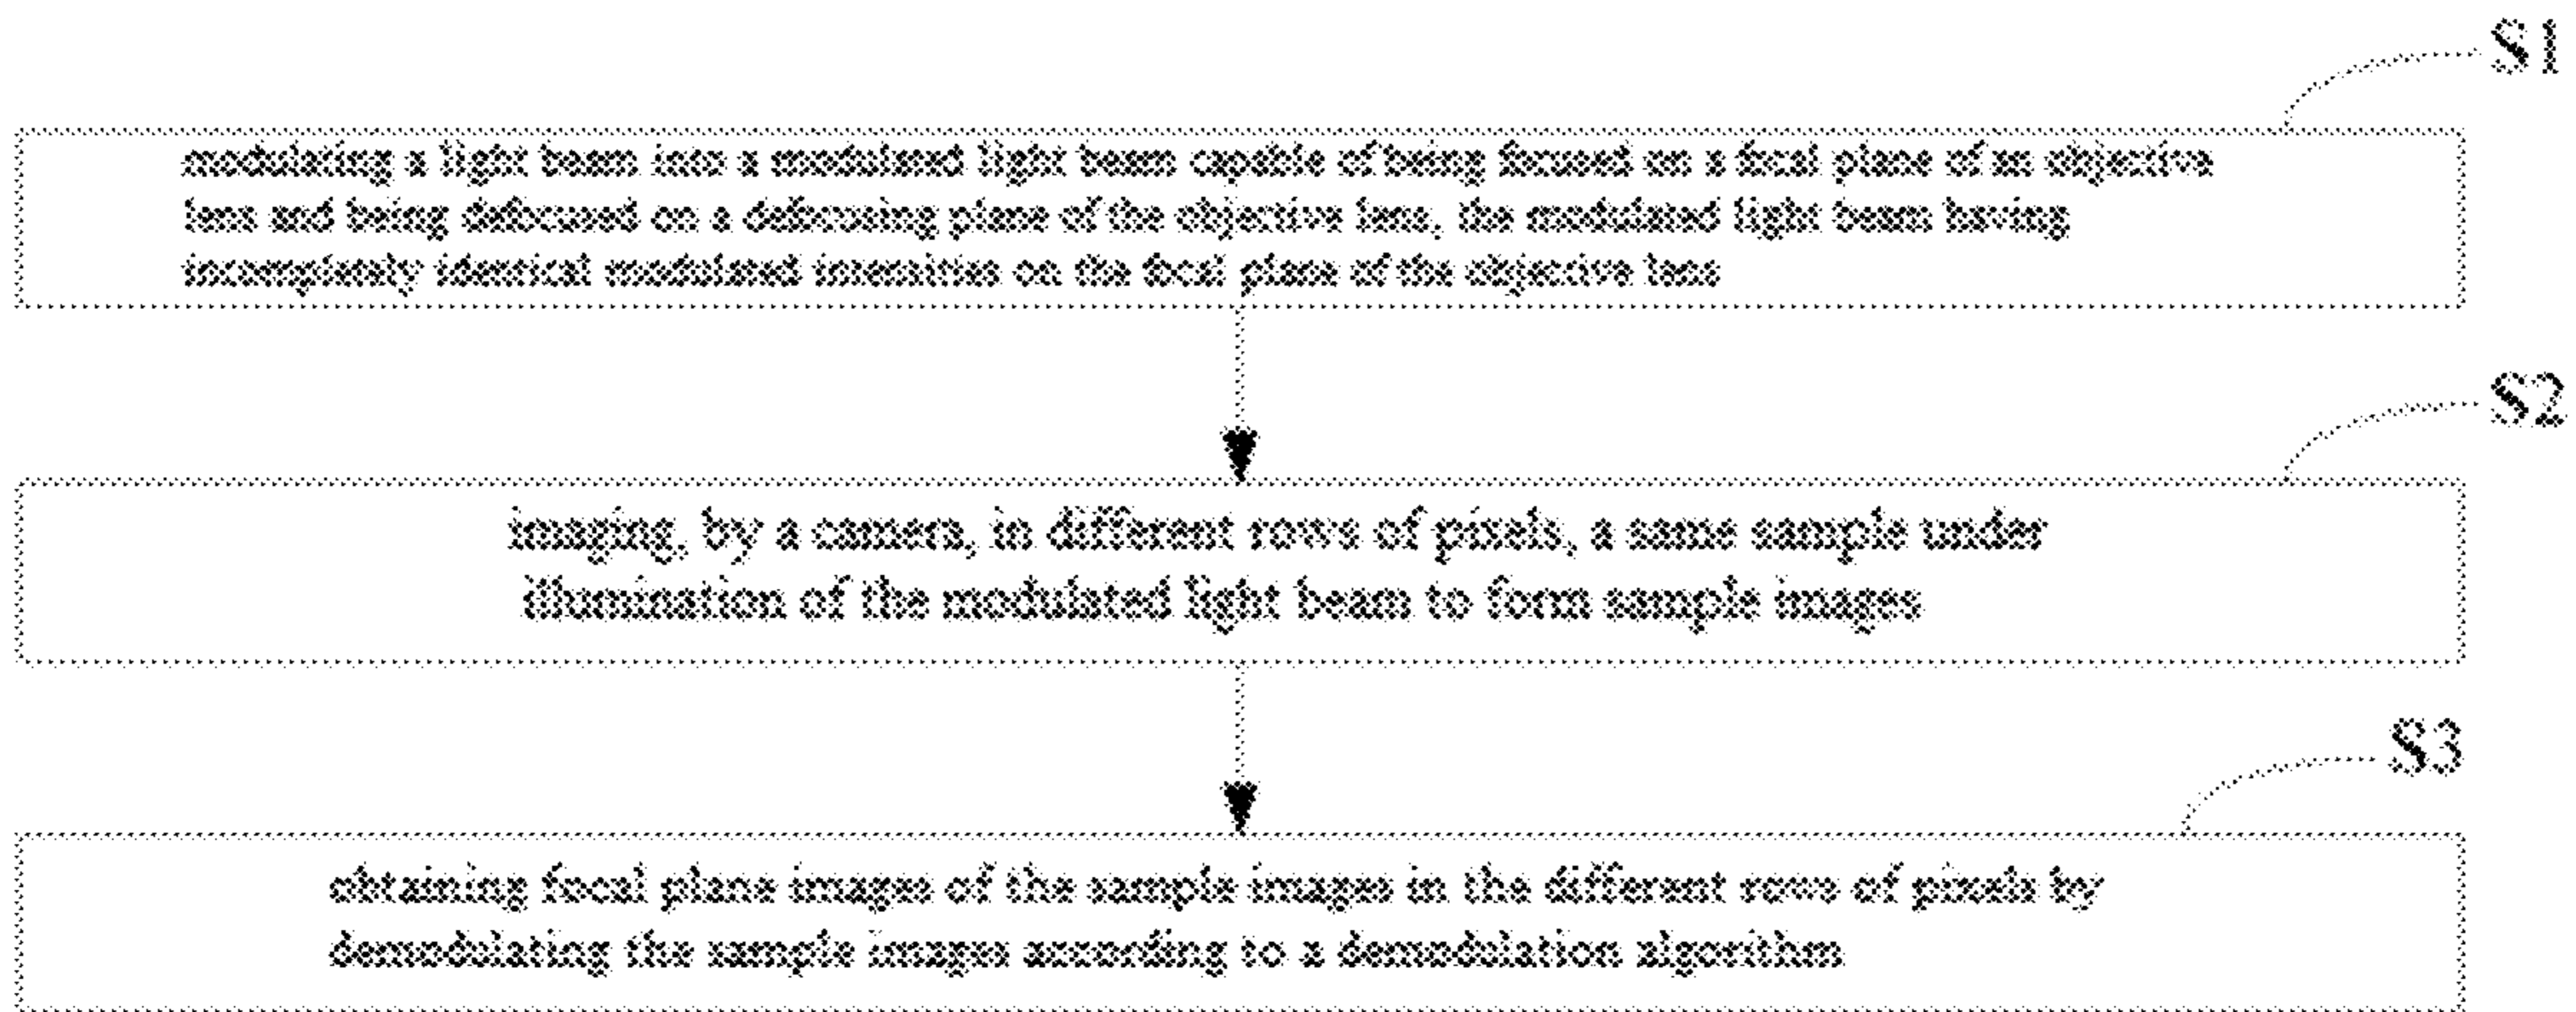 S1
modulating a light beam into a modulated light beam capable of being focused on a focal plane of an objective
lens and being defocused on a defocusing plane of the objective lens, the modulated light beam having
incompletely identical modulated intensities on the focal plane of the objective lens
S2
imaging, by a camera, in different rows of pixels, a same sample under
illumination of the modulated light beam to form sample images
S3
obtaining focal plane images of the sample images in the different rows of pixels by
demodulating the sample images according to a demodulation algorithm